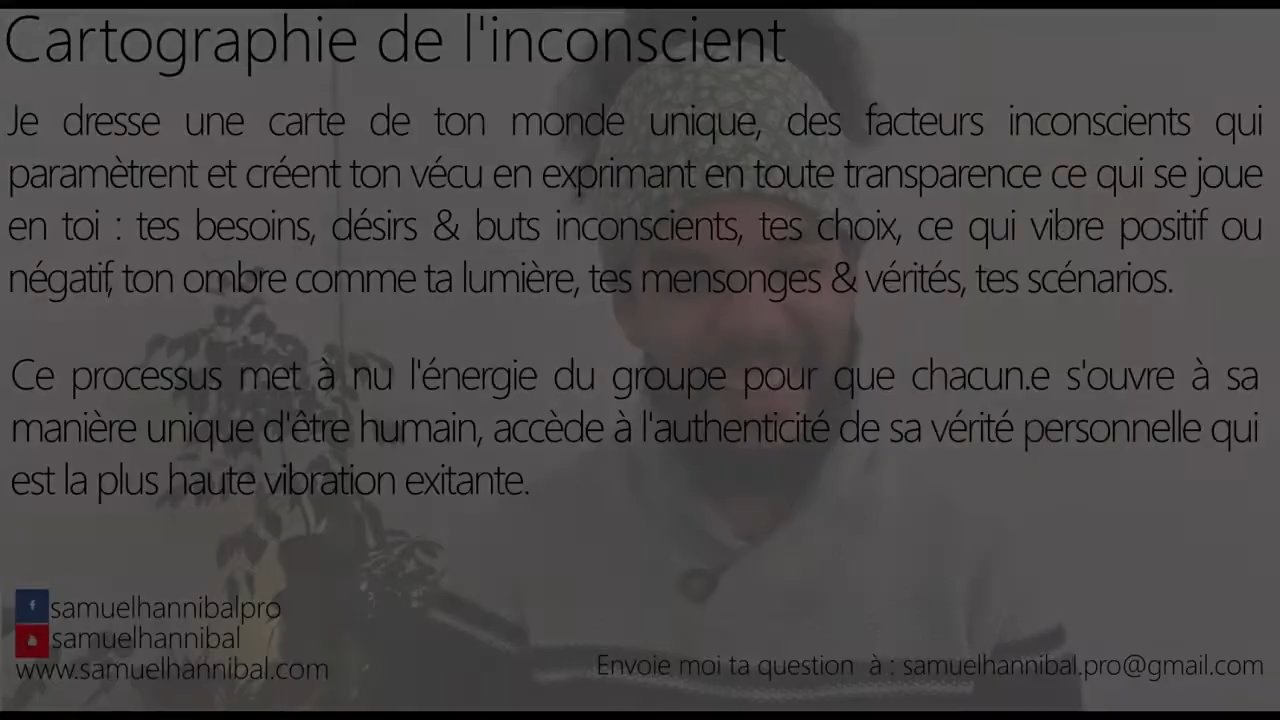 Cartographie de l'inconscient
Je dresse une carte de ton monde unique, des facteurs inconscients qui
paramètrent et créent ton vécu en exprimant en toute transparence ce qui se joue
en toi : tes besoins, désirs & buts inconscients, tes choix, ce qui vibre positif ou
négatif, ton ombre comme ta lumière, tes mensonges & vérités, tes scénarios.
Ce processus met à nu l'énergie du groupe pour que chacun.e s'ouvre à sa
manière unique d'être humain, accède à l'authenticité de sa vérité personnelle qui
est la plus haute vibration exitante.
samuelhannibalpro
samuelhannibal
www.samuelhannibal.com
Envoie moi ta question à : samuelhannibal.pro@gmail.com